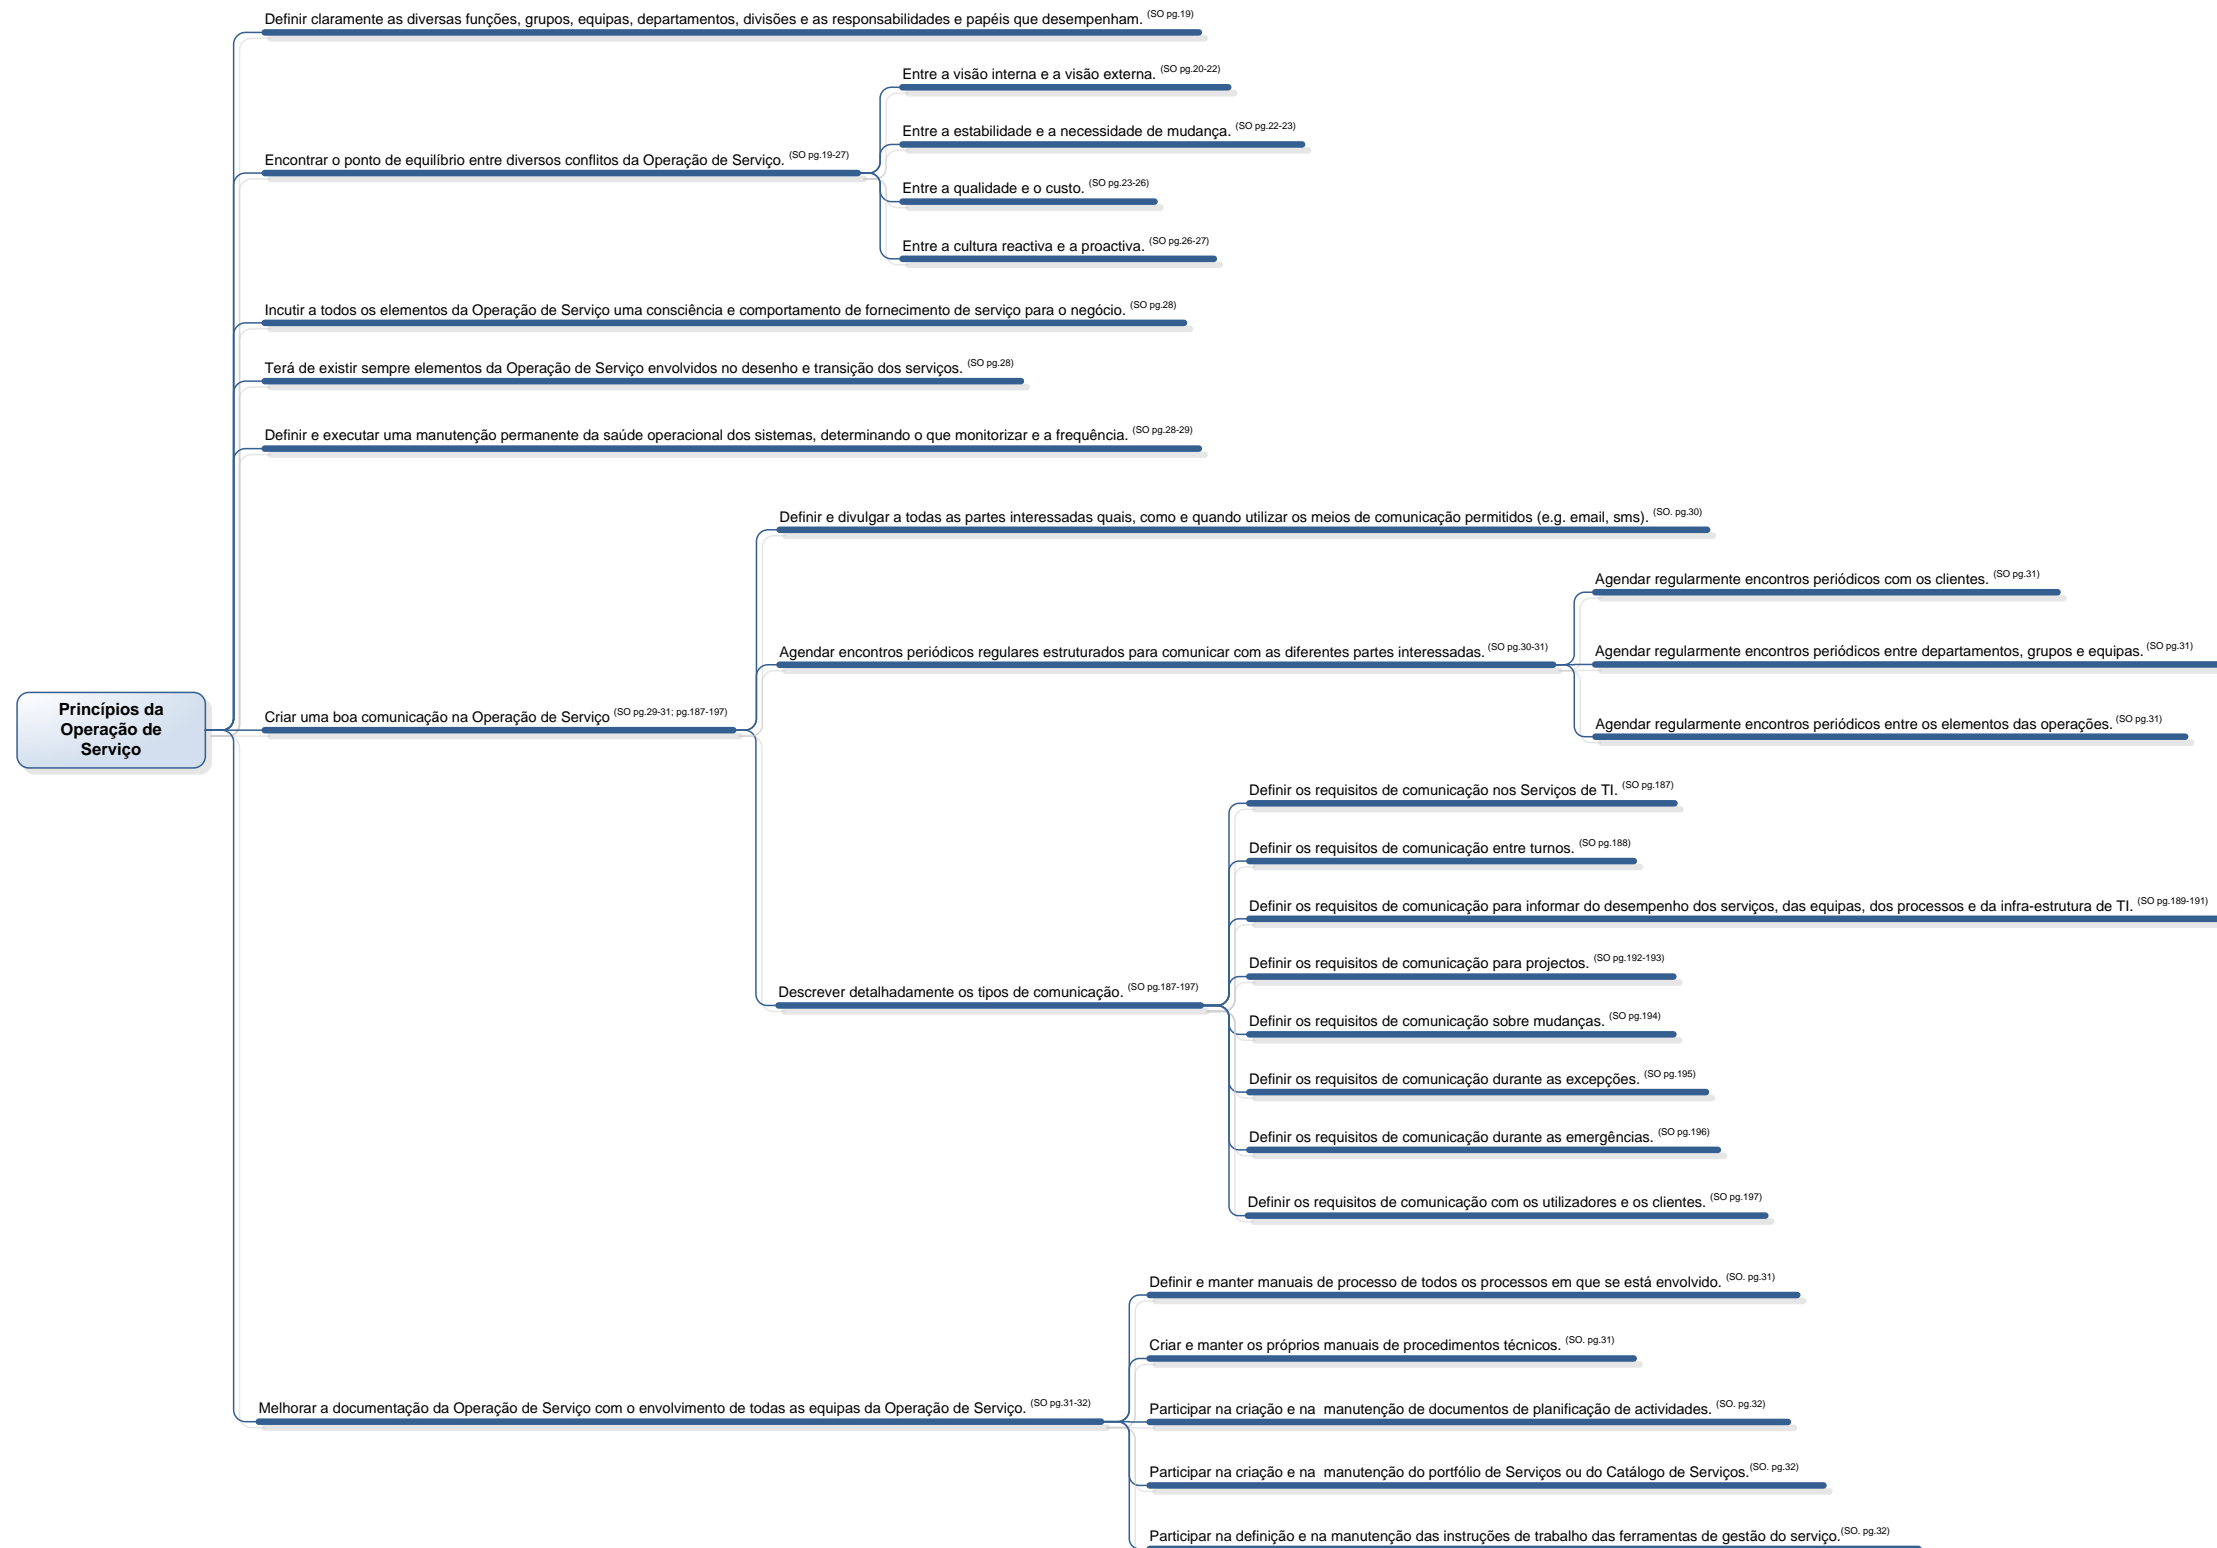 Definir claramente as diversas funções, grupos, equipas, departamentos, divisões e as responsabilidades e papéis que desempenham. (SO pg.19)
Entre a visão interna e a visão externa. (SO pg.20-22)
Entre a estabilidade e a necessidade de mudança. (SO pg.22-23)
Encontrar o ponto de equilíbrio entre diversos conflitos da Operação de Serviço. (SO pg.19-27)
Entre a qualidade e o custo. (SO pg.23-26)
Entre a cultura reactiva e a proactiva. (SO pg.26-27)
Incutir a todos os elementos da Operação de Serviço uma consciência e comportamento de fornecimento de serviço para o negócio. (SO pg.28)
Terá de existir sempre elementos da Operação de Serviço envolvidos no desenho e transição dos serviços. (SO pg.28)
Definir e executar uma manutenção permanente da saúde operacional dos sistemas, determinando o que monitorizar e a frequência. (SO pg.28-29)
Definir e divulgar a todas as partes interessadas quais, como e quando utilizar os meios de comunicação permitidos (e.g. email, sms). (SO. pg.30)
Agendar regularmente encontros periódicos com os clientes. (SO pg.31)
Agendar encontros periódicos regulares estruturados para comunicar com as diferentes partes interessadas. (SO pg.30-31)
Agendar regularmente encontros periódicos entre departamentos, grupos e equipas. (SO pg.31)
Agendar regularmente encontros periódicos entre os elementos das operações. (SO pg.31)
Princípios da
Operação de
Serviço
Criar uma boa comunicação na Operação de Serviço (SO pg.29-31; pg.187-197)
Definir os requisitos de comunicação nos Serviços de TI. (SO pg.187)
Definir os requisitos de comunicação entre turnos. (SO pg.188)
Definir os requisitos de comunicação para informar do desempenho dos serviços, das equipas, dos processos e da infra-estrutura de TI. (SO pg.189-191)
Definir os requisitos de comunicação para projectos. (SO pg.192-193)
Descrever detalhadamente os tipos de comunicação. (SO pg.187-197)
Definir os requisitos de comunicação sobre mudanças. (SO pg.194)
Definir os requisitos de comunicação durante as excepções. (SO pg.195)
Definir os requisitos de comunicação durante as emergências. (SO pg.196)
Definir os requisitos de comunicação com os utilizadores e os clientes. (SO pg.197)
Definir e manter manuais de processo de todos os processos em que se está envolvido. (SO. pg.31)
Criar e manter os próprios manuais de procedimentos técnicos. (SO. pg.31)
Melhorar a documentação da Operação de Serviço com o envolvimento de todas as equipas da Operação de Serviço. (SO pg.31-32)
Participar na criação e na  manutenção de documentos de planificação de actividades. (SO. pg.32)
Participar na criação e na  manutenção do portfólio de Serviços ou do Catálogo de Serviços.(SO. pg.32)
Participar na definição e na manutenção das instruções de trabalho das ferramentas de gestão do serviço.(SO. pg.32)